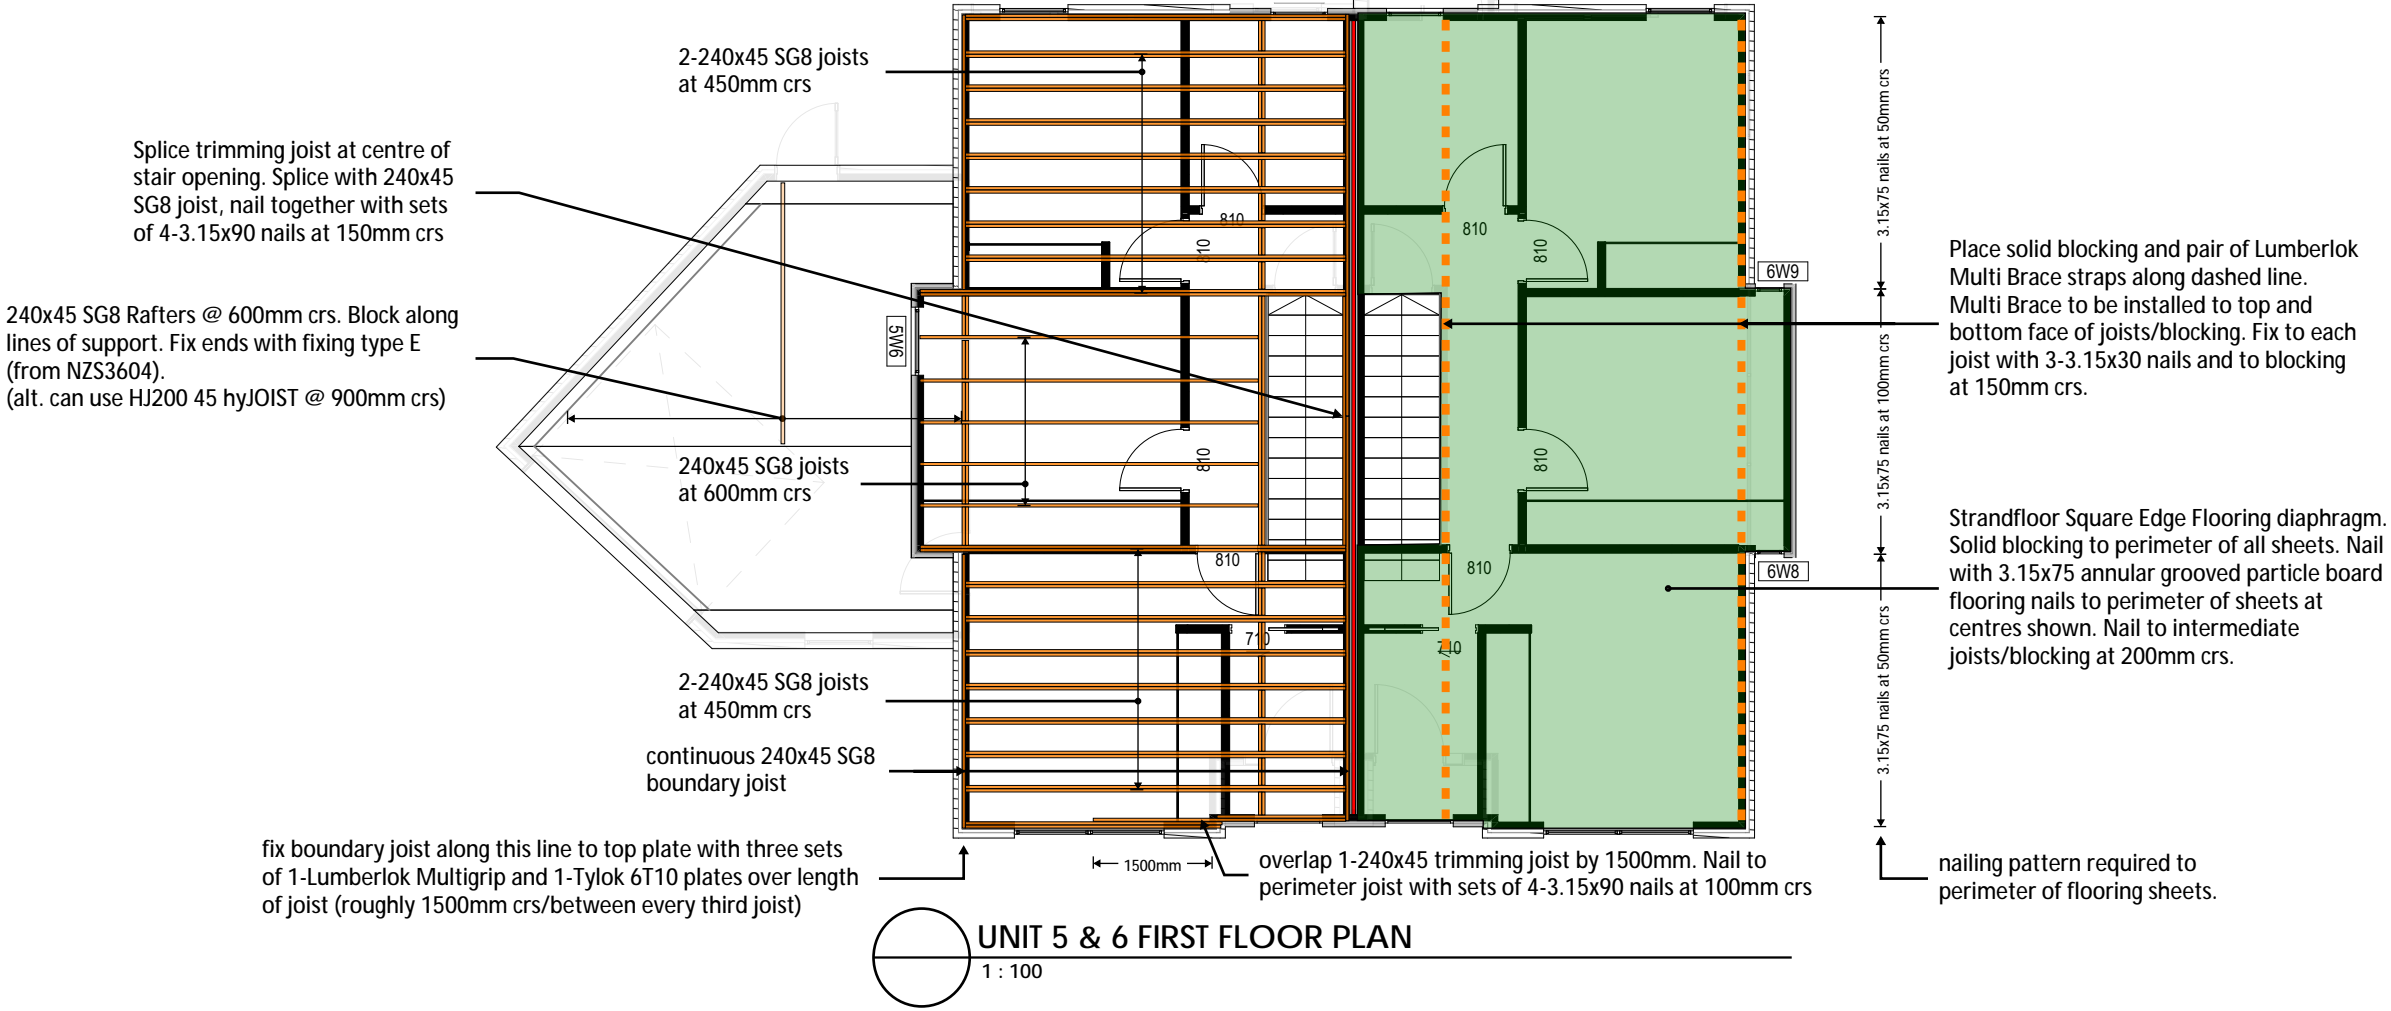 2-240x45 SG8 joists
at 450mm crs
Splice trimming joist at centre of
stair opening. Splice with 240x45
SG8 joist, nail together with sets
of 4-3.15x90 nails at 150mm crs
240x45 SG8 Rafters @ 600mm crs. Block along
lines of support. Fix ends with fixing type E
(from NZS3604).
(alt. can use HJ200 45 hyJOIST @ 900mm crs)
240x45 SG8 joists
at 600mm crs
2-240x45 SG8 joists
at 450mm crs
continuous 240x45 SG8
boundary joist
fix boundary joist along this line to top plate with three sets
of 1-Lumberlok Multigrip and 1-Tylok 6T10 plates over length
of joist (roughly 1500mm crs/between every third joist)
5W6
810
810
810
810
710
810
810
810
810
710
6W9
6W8
3.15x75 nails at 50mm crs
3.15x75 nails at 100mm crs
3.15x75 nails at 50mm crs
Place solid blocking and pair of Lumberlok
Multi Brace straps along dashed line.
Multi Brace to be installed to top and
bottom face of joists/blocking. Fix to each
joist with 3-3.15x30 nails and to blocking
at 150mm crs.
Strandfloor Square Edge Flooring diaphragm.
Solid blocking to perimeter of all sheets. Nail
with 3.15x75 annular grooved particle board
flooring nails to perimeter of sheets at
centres shown. Nail to intermediate
joists/blocking at 200mm crs.
1500mm
overlap 1-240x45 trimming joist by 1500mm. Nail to
perimeter joist with sets of 4-3.15x90 nails at 100mm crs
nailing pattern required to
perimeter of flooring sheets.
UNIT 5 & 6 FIRST FLOOR PLAN
1 : 100